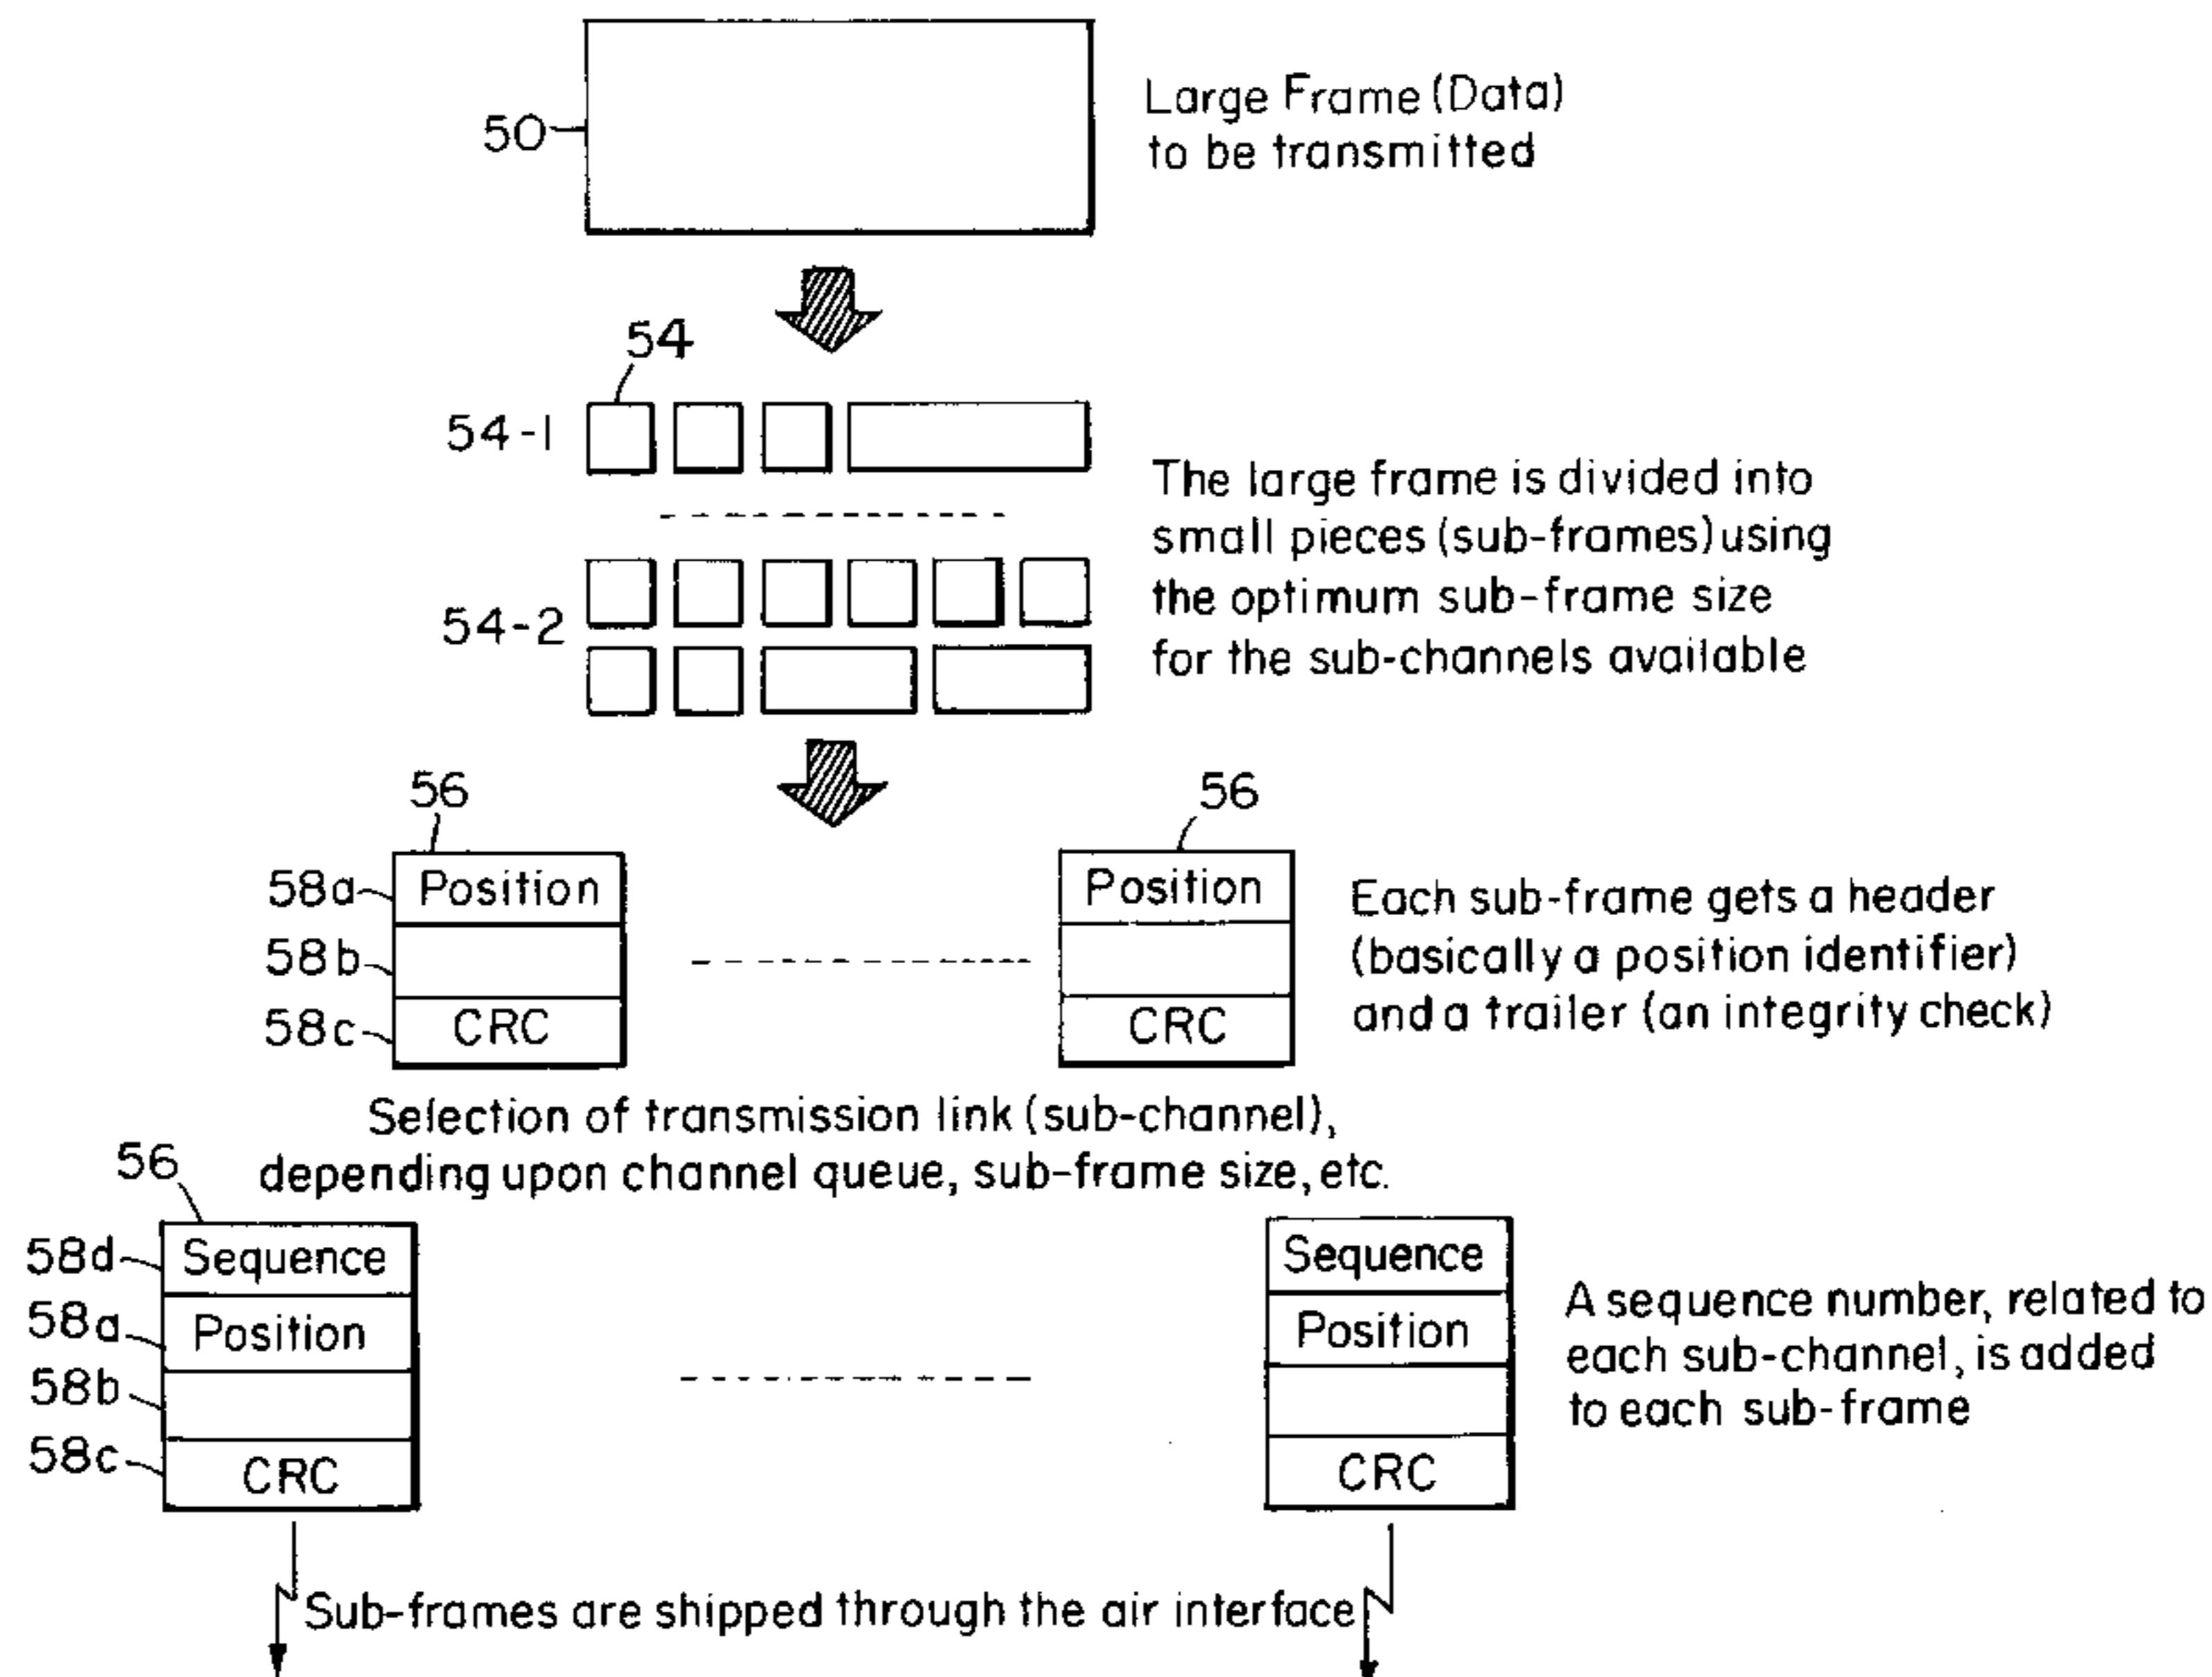 50
Large Frame (Data)
to be transmitted
54
54-1
54-2
The large frame is divided into
small pieces (sub-frames) using
the optimum sub-frame size
for the sub-channels available
56
56
58a
Position
Position
58b
58c
CRC
CRC
Each sub-frame gets a header
(basically a position identifier)
and a trailer (an integrity check)
Selection of transmission link (sub-channel),
depending upon channel queue, sub-frame size, etc.
56
58d
Sequence
Sequence
58a
Position
Position
58b
58c
CRC
CRC
A sequence number, related to
each sub-channel, is added
to each sub-frame
Sub-frames are shipped through the air interface